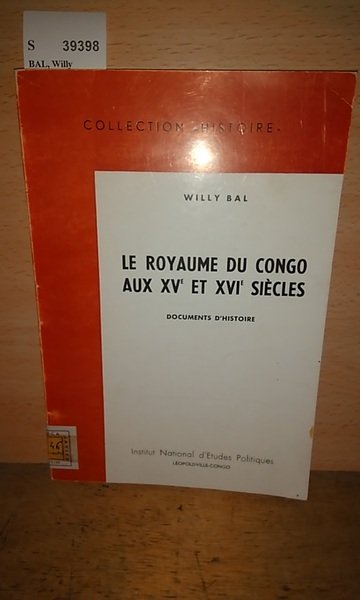 S 39398
BAL, Willy
COLLECTION «HISTOIRE»
WILLY BAL
LE ROYAUME DU CONGO
AUX XVᵉ ET XVIᵉ SIÈCLES
DOCUMENTS D'HISTOIRE
Institut National d'Etudes Politiques
LÉOPOLDVILLE-CONGO